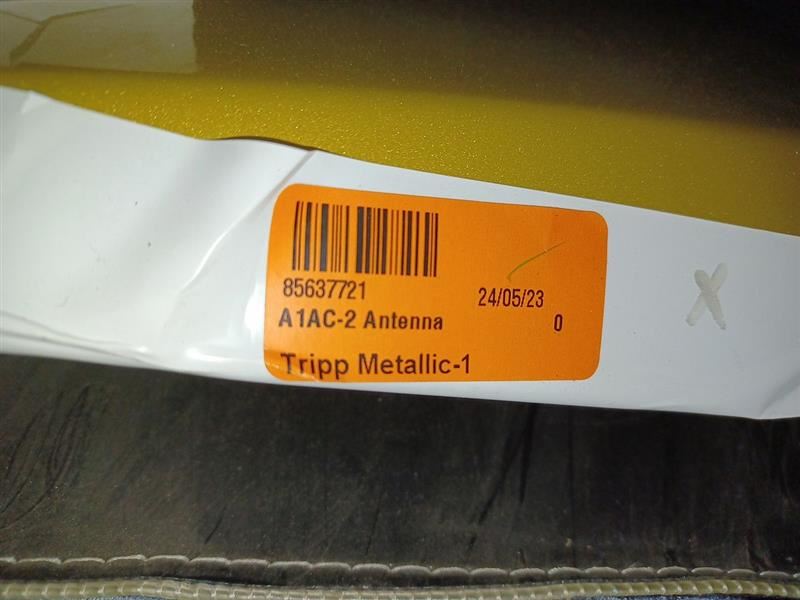 85637721
24/05/23
A1AC-2 Antenna
0
Tripp Metallic-1
X